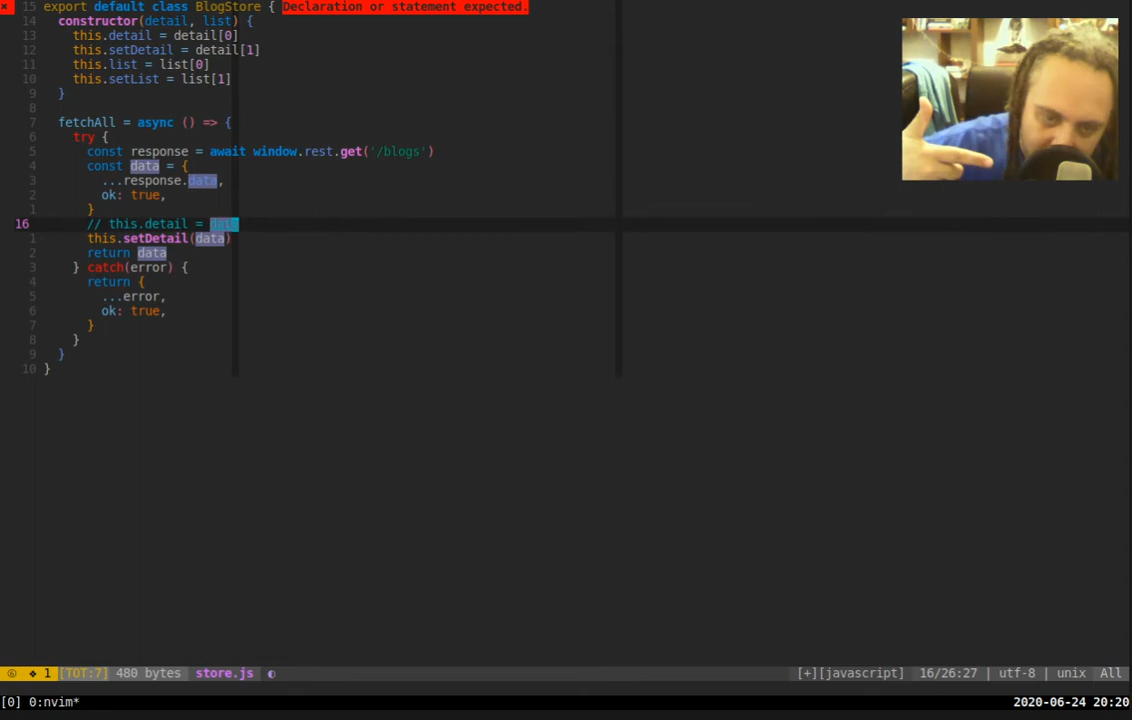 15 export default class BlogStore { Declaration or statement expected.
14 constructor(detail, list) {
13 this.detail = detail[0]
12 this.setDetail = detail[1]
11 this.list = list[0]
10 this.setList = list[1]
9 }
8
7 fetchAll = async () => {
6 try {
5 const response = await window.rest.get('/blogs')
4 const data = {
3 ...response.data,
2 ok: true,
1 }
16 // this.detail = data
1 this.setDetail(data)
2 return data
3 } catch(error) {
4 return {
5 ...error,
6 ok: true,
7 }
8 }
9 }
10 }
1 [TOT:7] 480 bytes store.js [+][javascript] 16/26:27 utf-8 unix All
[0] 0:nvim* 2020-06-24 20:20